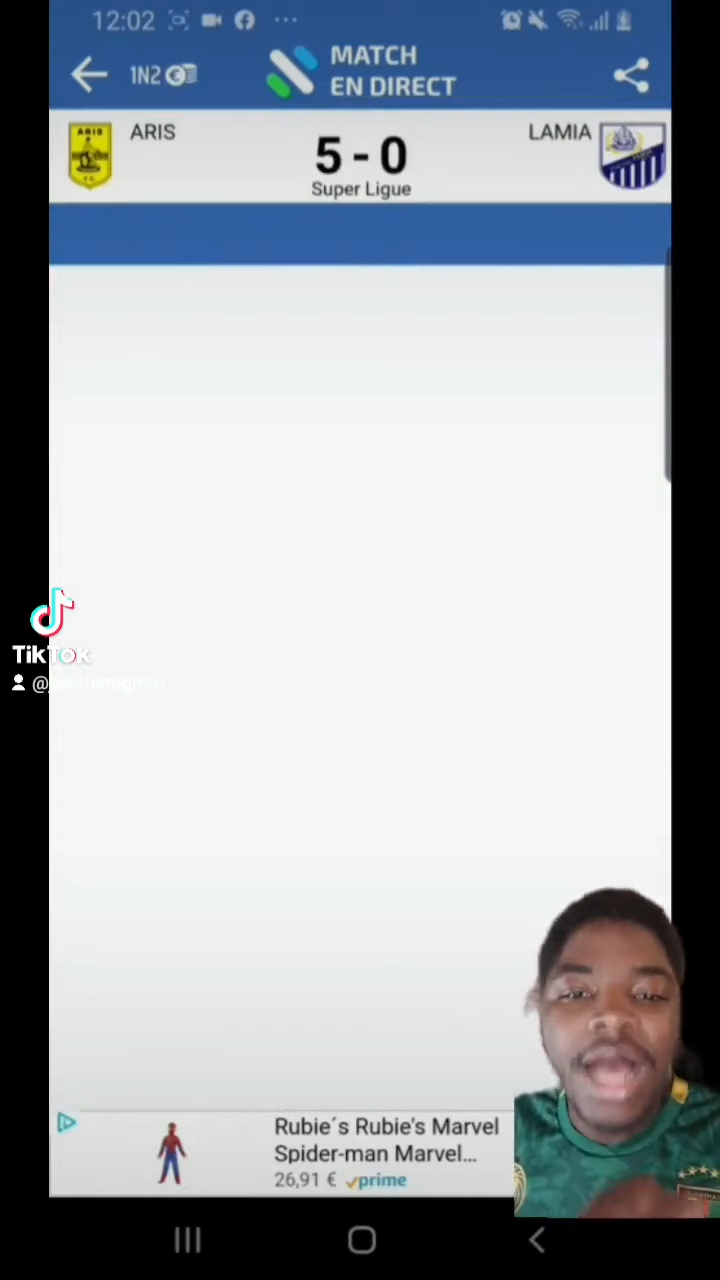 12:02
1N2
MATCH
EN DIRECT
ARIS
ARIS
5 - 0
LAMIA
Super Ligue
TikTok
Rubie´s Rubie's Marvel
Spider-man Marvel...
26,91 € prime